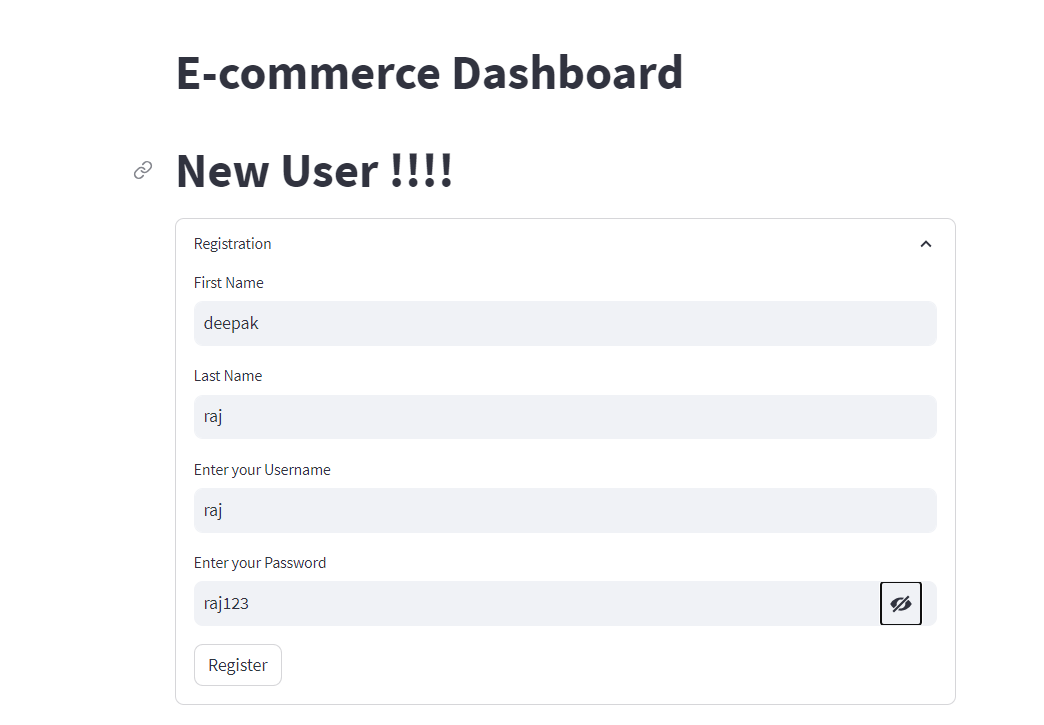 E-commerce Dashboard
New User !!!!
Registration
First Name
deepak
Last Name
raj
Enter your Username
raj
Enter your Password
raj123
Register